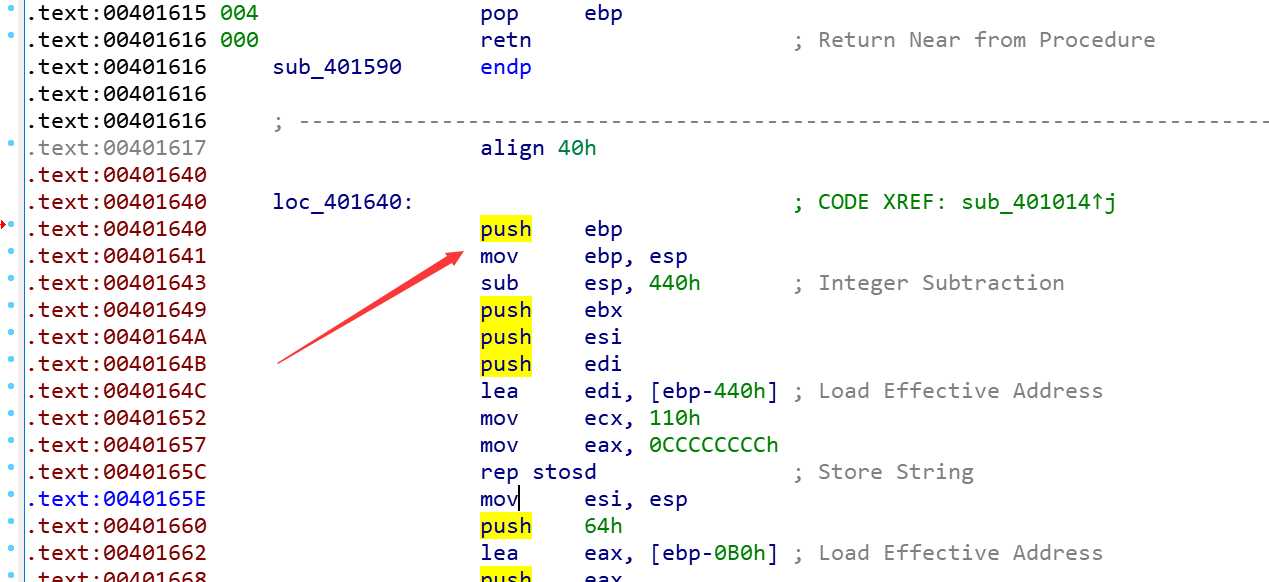 .text:00401615 004 pop ebp
.text:00401616 000 retn ; Return Near from Procedure
.text:00401616 sub_401590 endp
.text:00401616
.text:00401616 ; ---------------------------------------------------------------------------
.text:00401617 align 40h
.text:00401640
.text:00401640 loc_401640: ; CODE XREF: sub_401014↑j
.text:00401640 push ebp
.text:00401641 mov ebp, esp
.text:00401643 sub esp, 440h ; Integer Subtraction
.text:00401649 push ebx
.text:0040164A push esi
.text:0040164B push edi
.text:0040164C lea edi, [ebp-440h] ; Load Effective Address
.text:00401652 mov ecx, 110h
.text:00401657 mov eax, 0CCCCCCCCh
.text:0040165C rep stosd ; Store String
.text:0040165E mov esi, esp
.text:00401660 push 64h
.text:00401662 lea eax, [ebp-0B0h] ; Load Effective Address
.text:00401668 push eax